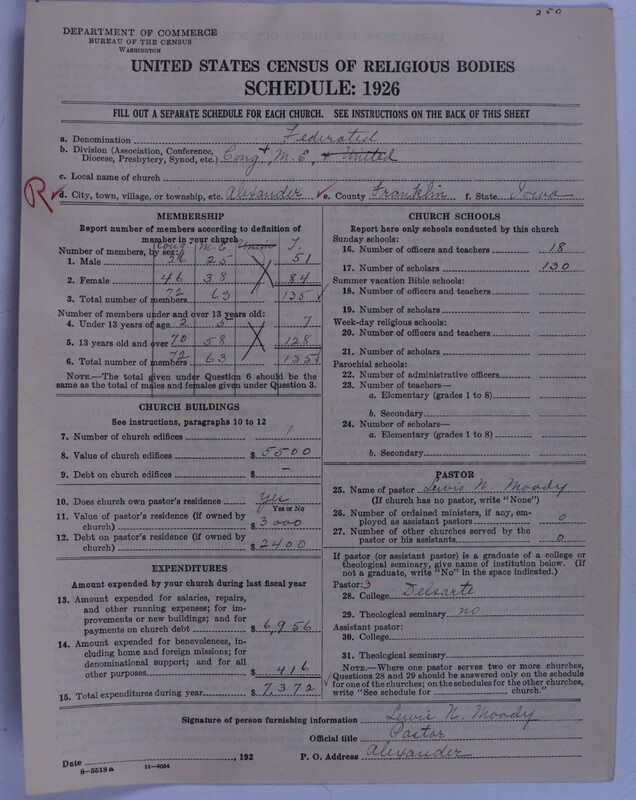 250
DEPARTMENT OF COMMERCE
BUREAU OF THE CENSUS
WASHINGTON
UNITED STATES CENSUS OF RELIGIOUS BODIES
SCHEDULE: 1926
FILL OUT A SEPARATE SCHEDULE FOR EACH CHURCH. SEE INSTRUCTIONS ON THE BACK OF THIS SHEET
a. Denomination Federated
b. Division (Association, Conference, Diocese, Presbytery, Synod, etc.) Cong + M.E. + United
c. Local name of church
R d. City, town, village, or township, etc. Alexander e. County Franklin f. State Iowa
MEMBERSHIP
Report number of members according to definition of
member in your church
Cong M.E. Union T.
Number of members, by sex:
1. Male 26 25 51
2. Female 46 38 84
3. Total number of members 72 63 135
Number of members under and over 13 years old:
4. Under 13 years of age 2 5 7
5. 13 years old and over 70 58 128
6. Total number of members 72 63 135
NOTE.—The total given under Question 6 should be
same as the total of males and females given under Question 3.
CHURCH BUILDINGS
See instructions, paragraphs 10 to 12
7. Number of church edifices 1
8. Value of church edifices $ 5500
9. Debt on church edifices $ –
10. Does church own pastor's residence yes
Yes or No
11. Value of pastor's residence (if owned by
church) $ 3000
12. Debt on pastor's residence (if owned by
church) $ 2400
EXPENDITURES
Amount expended by your church during last fiscal year
13. Amount expended for salaries, repairs,
and other running expenses; for im-
provements or new buildings; and for
payments on church debt $ 6,956
14. Amount expended for benevolences, in-
cluding home and foreign missions; for
denominational support; and for all
other purposes $ 416
15. Total expenditures during year $ 7,372
CHURCH SCHOOLS
Report here only schools conducted by this church
Sunday schools:
16. Number of officers and teachers 18
17. Number of scholars 130
Summer vacation Bible schools:
18. Number of officers and teachers
19. Number of scholars
Week-day religious schools:
20. Number of officers and teachers
21. Number of scholars
Parochial schools:
22. Number of administrative officers
23. Number of teachers—
a. Elementary (grades 1 to 8)
b. Secondary
24. Number of scholars—
a. Elementary (grades 1 to 8)
b. Secondary
PASTOR
25. Name of pastor Lewis N. Moody
(If church has no pastor, write "None")
26. Number of ordained ministers, if any, em-
ployed as assistant pastors 0
27. Number of other churches served by the
pastor or his assistants 0
If pastor (or assistant pastor) is a graduate of a college or
theological seminary, give name of institution below. (If
not a graduate, write "No" in the space indicated.)
Pastor: 3
28. College Delsarte
29. Theological seminary no
Assistant pastor:
30. College
31. Theological seminary
NOTE.—Where one pastor serves two or more churches,
Questions 28 and 29 should be answered only on the schedule
for one of the churches; on the schedules for the other churches,
write "See schedule for church."
Signature of person furnishing information Lewis N. Moody
Official title Pastor
Date , 192 P. O. Address Alexander
8—5518a 11—9054